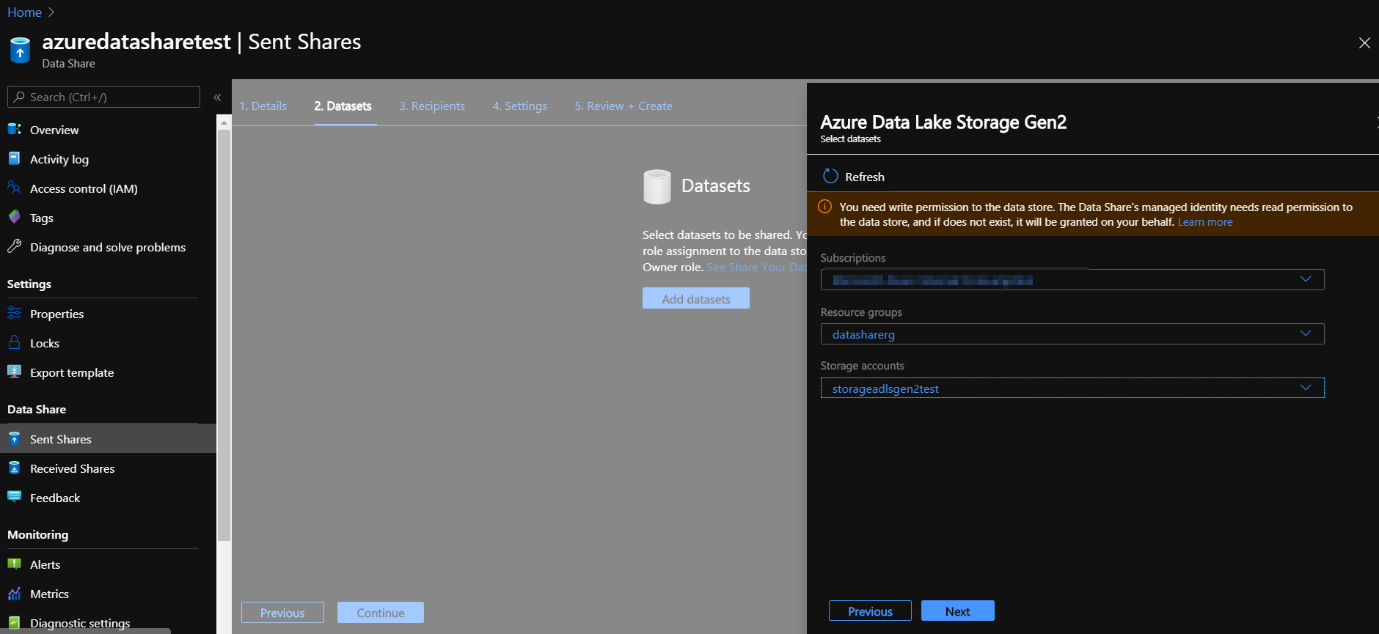 Home >
azuredatasharetest | Sent Shares
Data Share
Search (Ctrl+/)
«
Overview
Activity log
Access control (IAM)
Tags
Diagnose and solve problems
Settings
Properties
Locks
Export template
Data Share
Sent Shares
Received Shares
Feedback
Monitoring
Alerts
Metrics
Diagnostic settings
1. Details 2. Datasets 3. Recipients 4. Settings 5. Review + Create
Datasets
Select datasets to be shared. Yo
role assignment to the data sto
Owner role. See Share Your Da
Add datasets
Previous Continue
Azure Data Lake Storage Gen2
Select datasets
Refresh
You need write permission to the data store. The Data Share's managed identity needs read permission to
the data store, and if does not exist, it will be granted on your behalf. Learn more
Subscriptions
Resource groups
datasharerg
Storage accounts
storageadlsgen2test
Previous Next